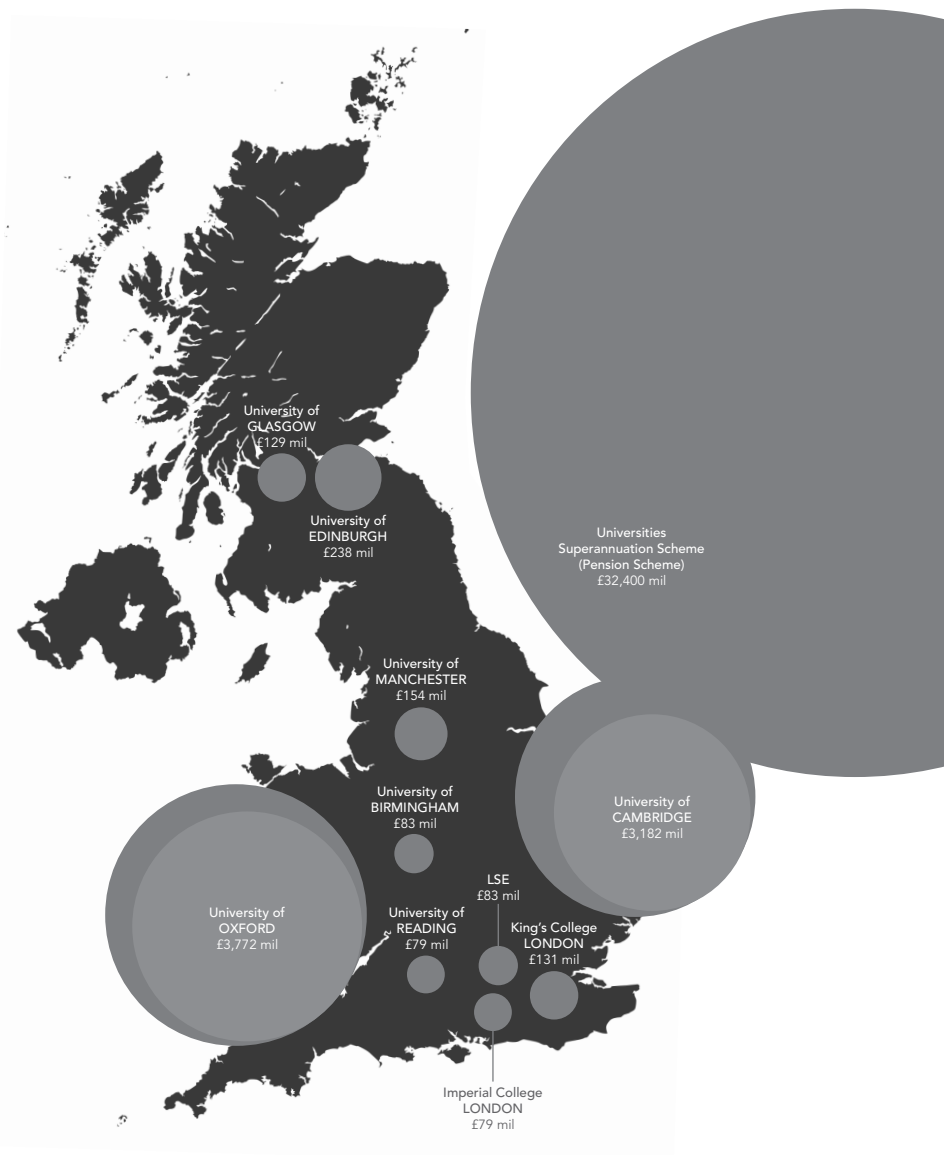 University of
GLASGOW
£129 mil
University of
EDINBURGH
£238 mil
Universities
Superannuation Scheme
(Pension Scheme)
£32,400 mil
University of
MANCHESTER
£154 mil
University of
BIRMINGHAM
£83 mil
University of
CAMBRIDGE
£3,182 mil
LSE
£83 mil
University of
OXFORD
£3,772 mil
University of
READING
£79 mil
King's College
LONDON
£131 mil
Imperial College
LONDON
£79 mil